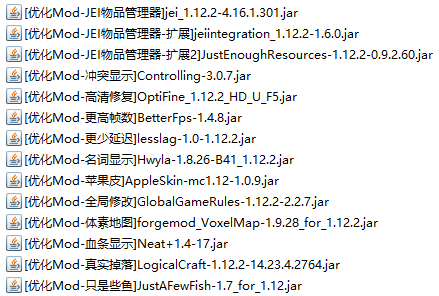 [优化Mod-JEI物品管理器]jei_1.12.2-4.16.1.301.jar
[优化Mod-JEI物品管理器-扩展]jeiintegration_1.12.2-1.6.0.jar
[优化Mod-JEI物品管理器-扩展2]JustEnoughResources-1.12.2-0.9.2.60.jar
[优化Mod-冲突显示]Controlling-3.0.7.jar
[优化Mod-高清修复]OptiFine_1.12.2_HD_U_F5.jar
[优化Mod-更高帧数]BetterFps-1.4.8.jar
[优化Mod-更少延迟]lesslag-1.0-1.12.2.jar
[优化Mod-名词显示]Hwyla-1.8.26-B41_1.12.2.jar
[优化Mod-苹果皮]AppleSkin-mc1.12-1.0.9.jar
[优化Mod-全局修改]GlobalGameRules-1.12.2-2.2.7.jar
[优化Mod-体素地图]forgemod_VoxelMap-1.9.28_for_1.12.2.jar
[优化Mod-血条显示]Neat+1.4-17.jar
[优化Mod-真实掉落]LogicalCraft-1.12.2-14.23.4.2764.jar
[优化Mod-只是些鱼]JustAFewFish-1.7_for_1.12.jar